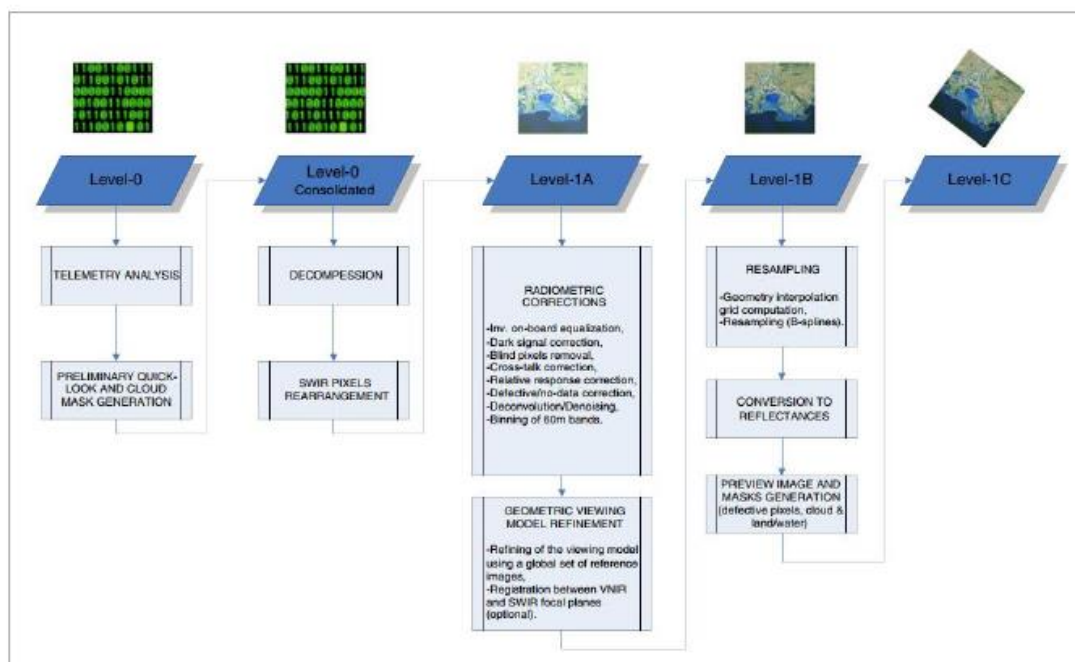 Level-0
TELEMETRY ANALYSIS
PRELIMINARY QUICK-
LOOK AND CLOUD
MASK GENERATION
Level-0
Consolidated
DECOMPESSION
SWIR PIXELS
REARRANGEMENT
Level-1A
RADIOMETRIC
CORRECTIONS
-Inv. on-board equalization,
-Dark signal correction,
-Blind pixels removal,
-Cross-talk correction,
-Relative response correction,
-Defective/no-data correction,
-Deconvolution/Denoising,
-Binning of 60m bands.
GEOMETRIC VIEWING
MODEL REFINEMENT
-Refining of the viewing model
using a global set of reference
images,
-Registration between VNIR
and SWIR focal planes
(optional).
Level-1B
RESAMPLING
-Geometry interpolation
grid computation,
-Resampling (B-splines).
CONVERSION TO
REFLECTANCES
PREVIEW IMAGE AND
MASKS GENERATION
(defective pixels, cloud &
land/water)
Level-1C